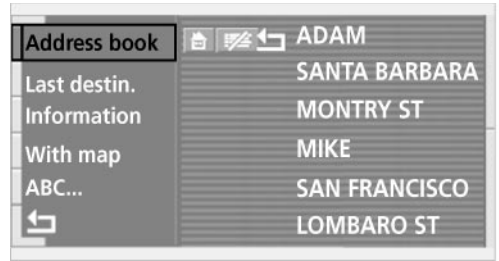 Address book
Last destin.
Information
With map
ABC...
ADAM
SANTA BARBARA
MONTRY ST
MIKE
SAN FRANCISCO
LOMBARO ST